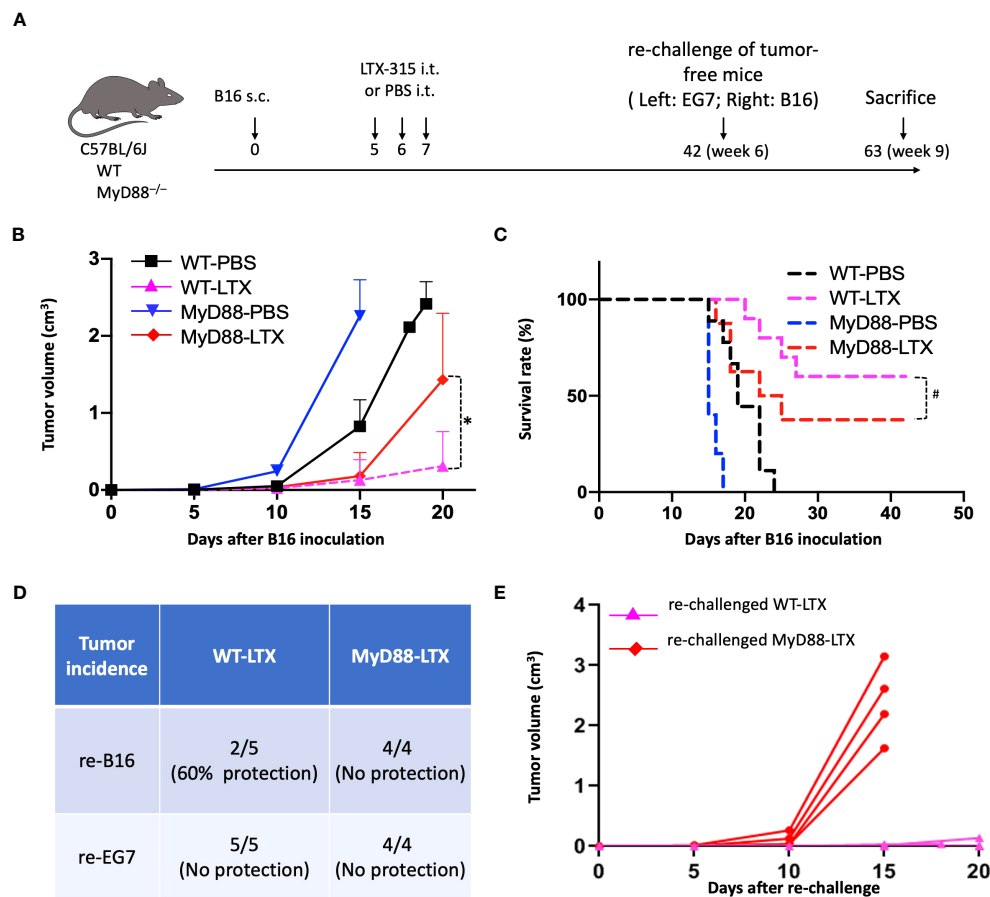 A
B16 s.c.
LTX-315 i.t.
or PBS i.t.
re-challenge of tumor-
free mice
( Left: EG7; Right: B16)
Sacrifice
C57BL/6J
WT
MyD88–/–
0
5
6
7
42 (week 6)
63 (week 9)
B
Tumor volume (cm3)
3
2
1
0
WT-PBS
WT-LTX
MyD88-PBS
MyD88-LTX
*
0
5
10
15
20
Days after B16 inoculation
C
Survival rate (%)
100
50
0
WT-PBS
WT-LTX
MyD88-PBS
MyD88-LTX
#
0
10
20
30
40
50
Days after B16 inoculation
D
Tumor
incidence
WT-LTX
MyD88-LTX
re-B16
2/5
(60% protection)
4/4
(No protection)
re-EG7
5/5
(No protection)
4/4
(No protection)
E
Tumor volume (cm3)
4
3
2
1
0
re-challenged WT-LTX
re-challenged MyD88-LTX
0
5
10
15
20
Days after re-challenge